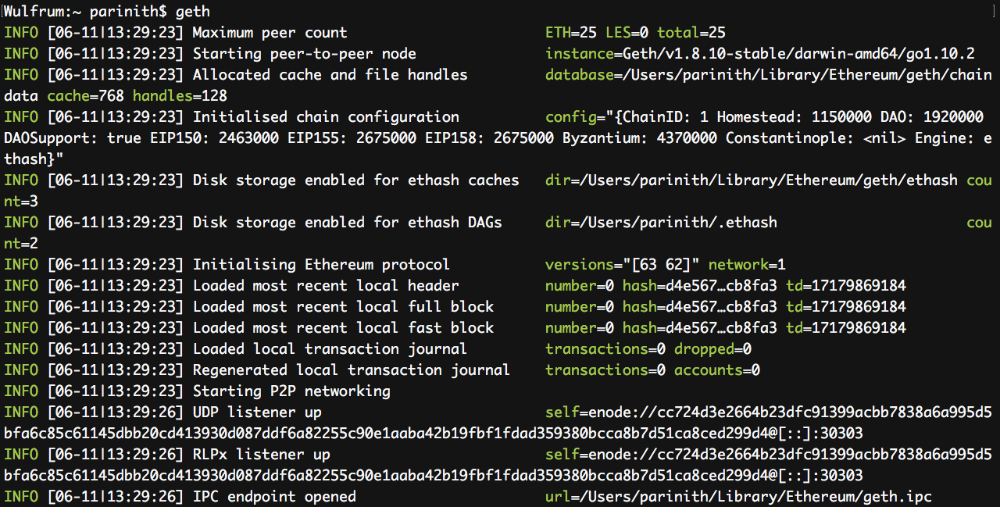 Wulfrum:~ parinith$ geth
INFO [06-11|13:29:23] Maximum peer count                       ETH=25 LES=0 total=25
INFO [06-11|13:29:23] Starting peer-to-peer node               instance=Geth/v1.8.10-stable/darwin-amd64/go1.10.2
INFO [06-11|13:29:23] Allocated cache and file handles         database=/Users/parinith/Library/Ethereum/geth/chain
data cache=768 handles=128
INFO [06-11|13:29:23] Initialised chain configuration          config="{ChainID: 1 Homestead: 1150000 DAO: 1920000
DAOSupport: true EIP150: 2463000 EIP155: 2675000 EIP158: 2675000 Byzantium: 4370000 Constantinople: <nil> Engine: e
thash}"
INFO [06-11|13:29:23] Disk storage enabled for ethash caches   dir=/Users/parinith/Library/Ethereum/geth/ethash cou
nt=3
INFO [06-11|13:29:23] Disk storage enabled for ethash DAGs     dir=/Users/parinith/.ethash                      cou
nt=2
INFO [06-11|13:29:23] Initialising Ethereum protocol           versions="[63 62]" network=1
INFO [06-11|13:29:23] Loaded most recent local header          number=0 hash=d4e567…cb8fa3 td=17179869184
INFO [06-11|13:29:23] Loaded most recent local full block      number=0 hash=d4e567…cb8fa3 td=17179869184
INFO [06-11|13:29:23] Loaded most recent local fast block      number=0 hash=d4e567…cb8fa3 td=17179869184
INFO [06-11|13:29:23] Loaded local transaction journal         transactions=0 dropped=0
INFO [06-11|13:29:23] Regenerated local transaction journal    transactions=0 accounts=0
INFO [06-11|13:29:23] Starting P2P networking
INFO [06-11|13:29:26] UDP listener up                          self=enode://cc724d3e2664b23dfc91399acbb7838a6a995d5
bfa6c85c61145dbb20cd413930d087ddf6a82255c90e1aaba42b19fbf1fdad359380bcca8b7d51ca8ced299d4@[::]:30303
INFO [06-11|13:29:26] RLPx listener up                         self=enode://cc724d3e2664b23dfc91399acbb7838a6a995d5
bfa6c85c61145dbb20cd413930d087ddf6a82255c90e1aaba42b19fbf1fdad359380bcca8b7d51ca8ced299d4@[::]:30303
INFO [06-11|13:29:26] IPC endpoint opened                      url=/Users/parinith/Library/Ethereum/geth.ipc